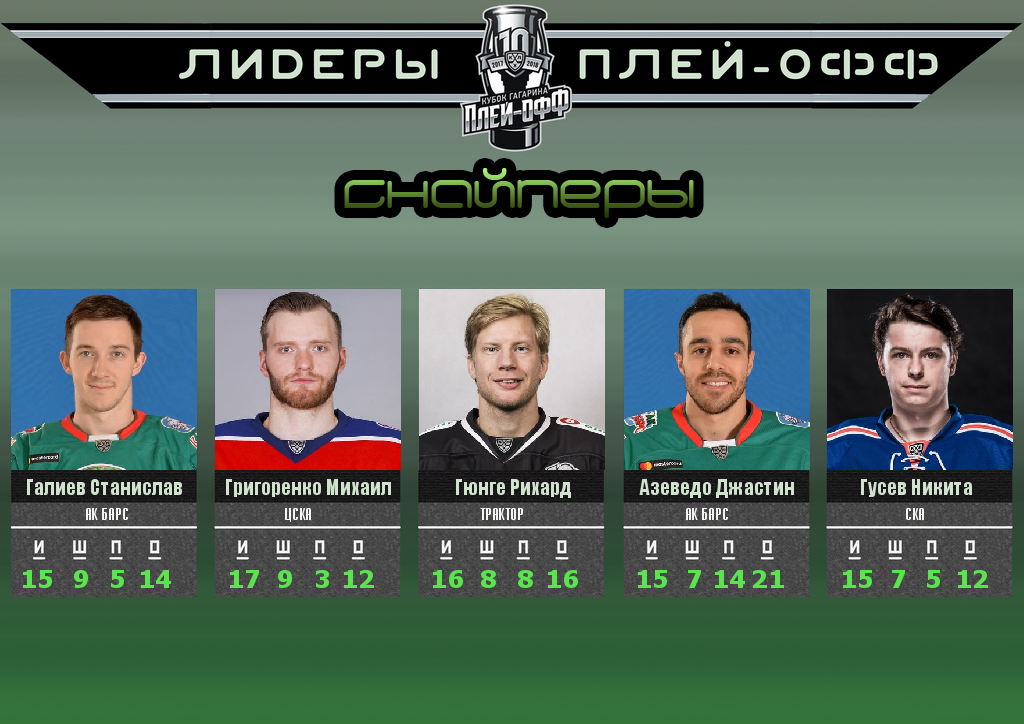 ЛИДЕРЫ ПЛЕЙ-ОФФ
10
2017 2018
КУБОК ГАГАРИНА
ПЛЕЙ-ОФФ
СНАЙПЕРЫ
mastercard
mastercard
Галиев Станислав Григоренко Михаил Гюнге Рихард Азеведо Джастин Гусев Никита
АК БАРС ЦСКА ТРАКТОР АК БАРС СКА
И Ш П О И Ш П О И Ш П О И Ш П О И Ш П О
15 9 5 14 17 9 3 12 16 8 8 16 15 7 14 21 15 7 5 12